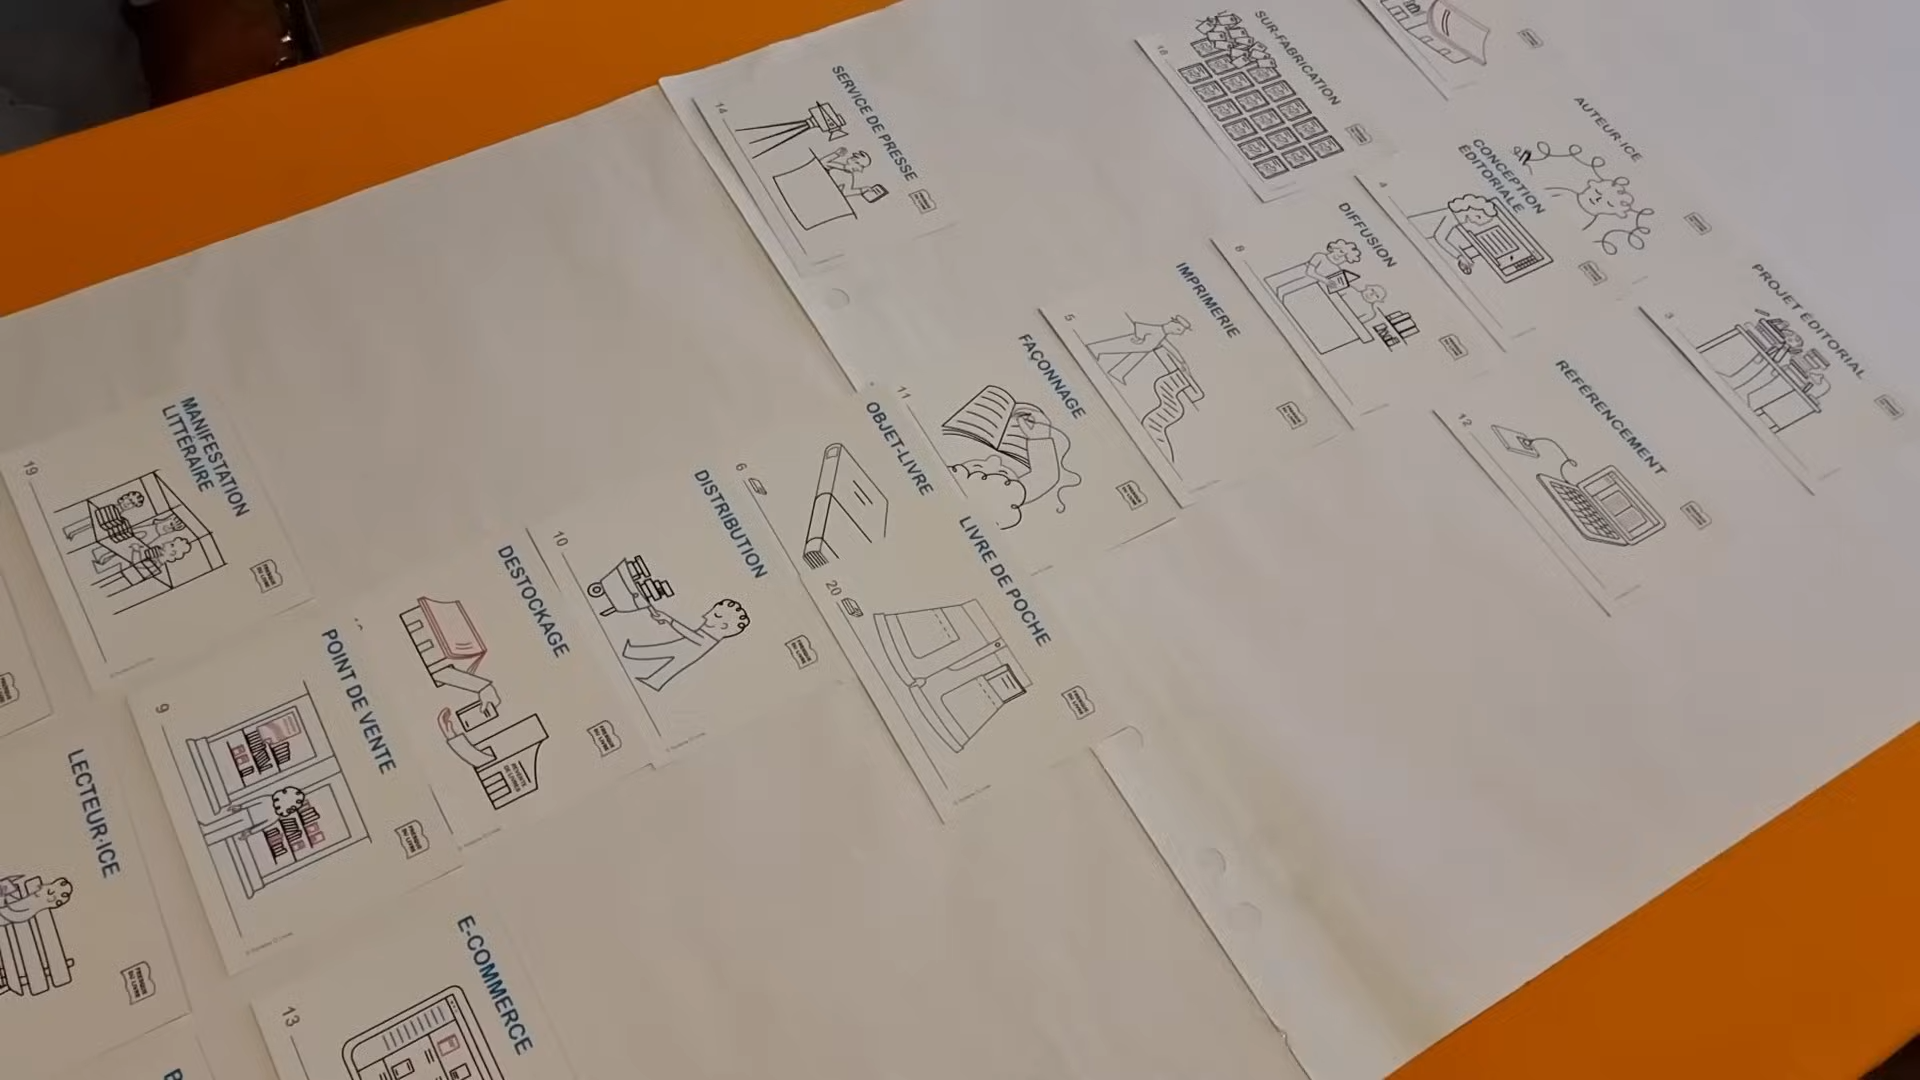 14
SERVICE DE PRESSE
SUR-FABRICATION
AUTEUR·ICE
4
CONCEPTION
ÉDITORIALE
3
PROJET ÉDITORIAL
8
DIFFUSION
5
IMPRIMERIE
12
RÉFÉRENCEMENT
11
FAÇONNAGE
6
OBJET-LIVRE
20
LIVRE DE POCHE
10
DISTRIBUTION
DESTOCKAGE
19
MANIFESTATION
LITTÉRAIRE
9
POINT DE VENTE
LECTEUR·ICE
13
E-COMMERCE